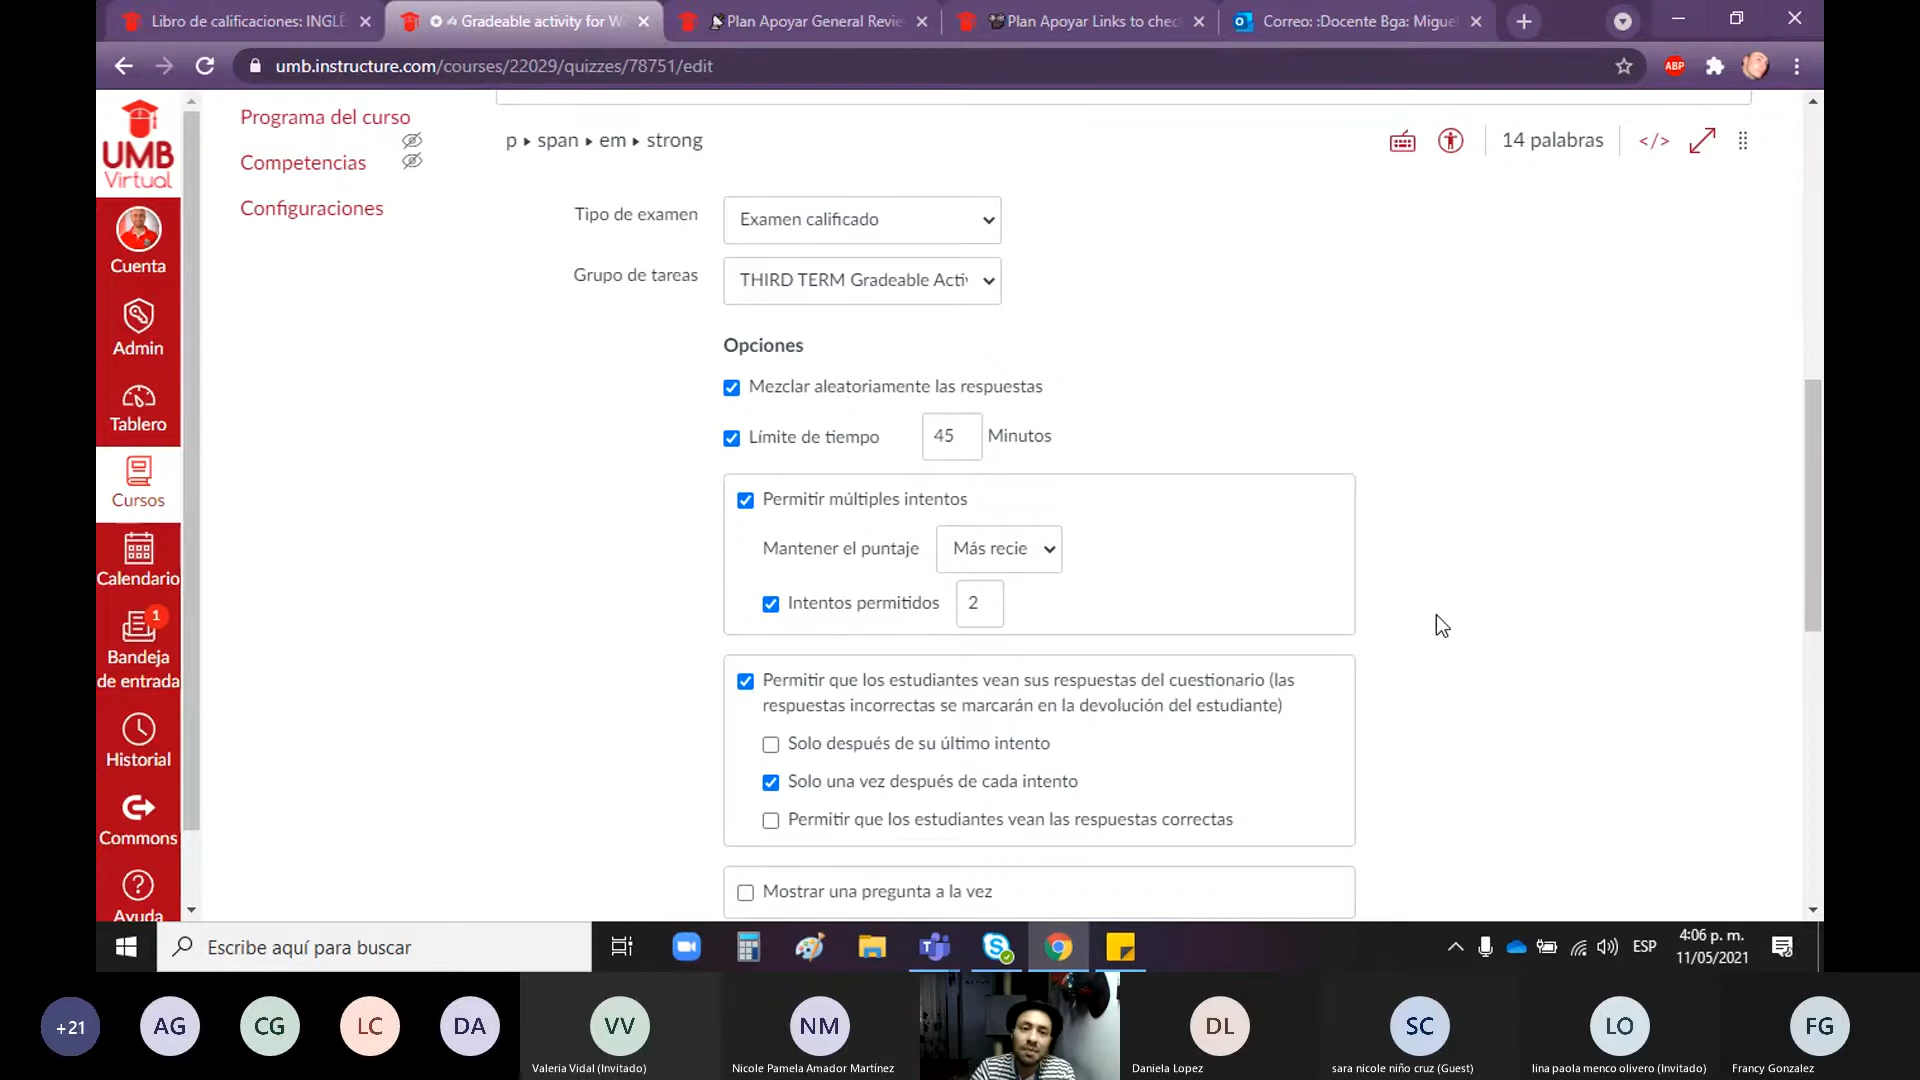 Libro de calificaciones: INGLÉ
Gradeable activity for W
Plan Apoyar General Revie
Plan Apoyar Links to chec
Correo: :Docente Bga: Migue
umb.instructure.com/courses/22029/quizzes/78751/edit
ABP
UMB
Virtual
Cuenta
Admin
Tablero
Cursos
Calendario
1
Bandeja
de entrada
Historial
Commons
Ayuda
Programa del curso
Competencias
Configuraciones
p ▸ span ▸ em ▸ strong
14 palabras
</>
Tipo de examen
Examen calificado
Grupo de tareas
THIRD TERM Gradeable Activ
Opciones
Mezclar aleatoriamente las respuestas
Límite de tiempo 45 Minutos
Permitir múltiples intentos
Mantener el puntaje Más recie
Intentos permitidos 2
Permitir que los estudiantes vean sus respuestas del cuestionario (las
respuestas incorrectas se marcarán en la devolución del estudiante)
Solo después de su último intento
Solo una vez después de cada intento
Permitir que los estudiantes vean las respuestas correctas
Mostrar una pregunta a la vez
Escribe aquí para buscar
ESP
4:06 p. m.
11/05/2021
+21
AG
CG
LC
DA
VV
Valeria Vidal (Invitado)
NM
Nicole Pamela Amador Martínez
DL
Daniela Lopez
SC
sara nicole niño cruz (Guest)
LO
lina paola menco olivero (Invitado)
FG
Francy Gonzalez